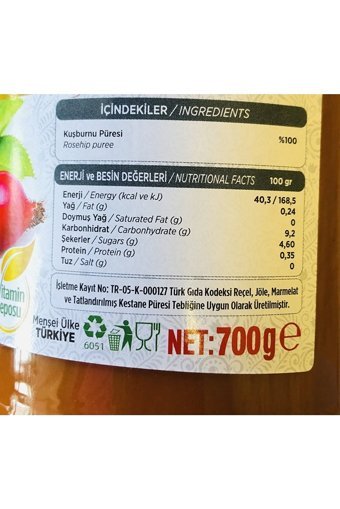 İÇİNDEKİLER / INGREDIENTS
Kuşburnu Püresi %100
Rosehip puree
ENERJİ ve BESİN DEĞERLERİ / NUTRITIONAL FACTS 100 gr
Enerji / Energy (kcal ve kJ) 40,3 / 168,5
Yağ / Fat (g) 0,24
Doymuş Yağ / Saturated Fat (g) 0
Karbonhidrat / Carbonhydrate (g) 9,2
Şekerler / Sugars (g) 4,60
Protein / Protein (g) 0,35
Tuz / Salt (g) 0
İşletme Kayıt No: TR-05-K-000127 Türk Gıda Kodeksi Reçel, Jöle, Marmelat
ve Tatlandırılmış Kestane Püresi Tebliğine Uygun Olarak Üretilmiştir.
Vitamin
Deposu
Menşei Ülke
TÜRKİYE
6051
NET:700g e